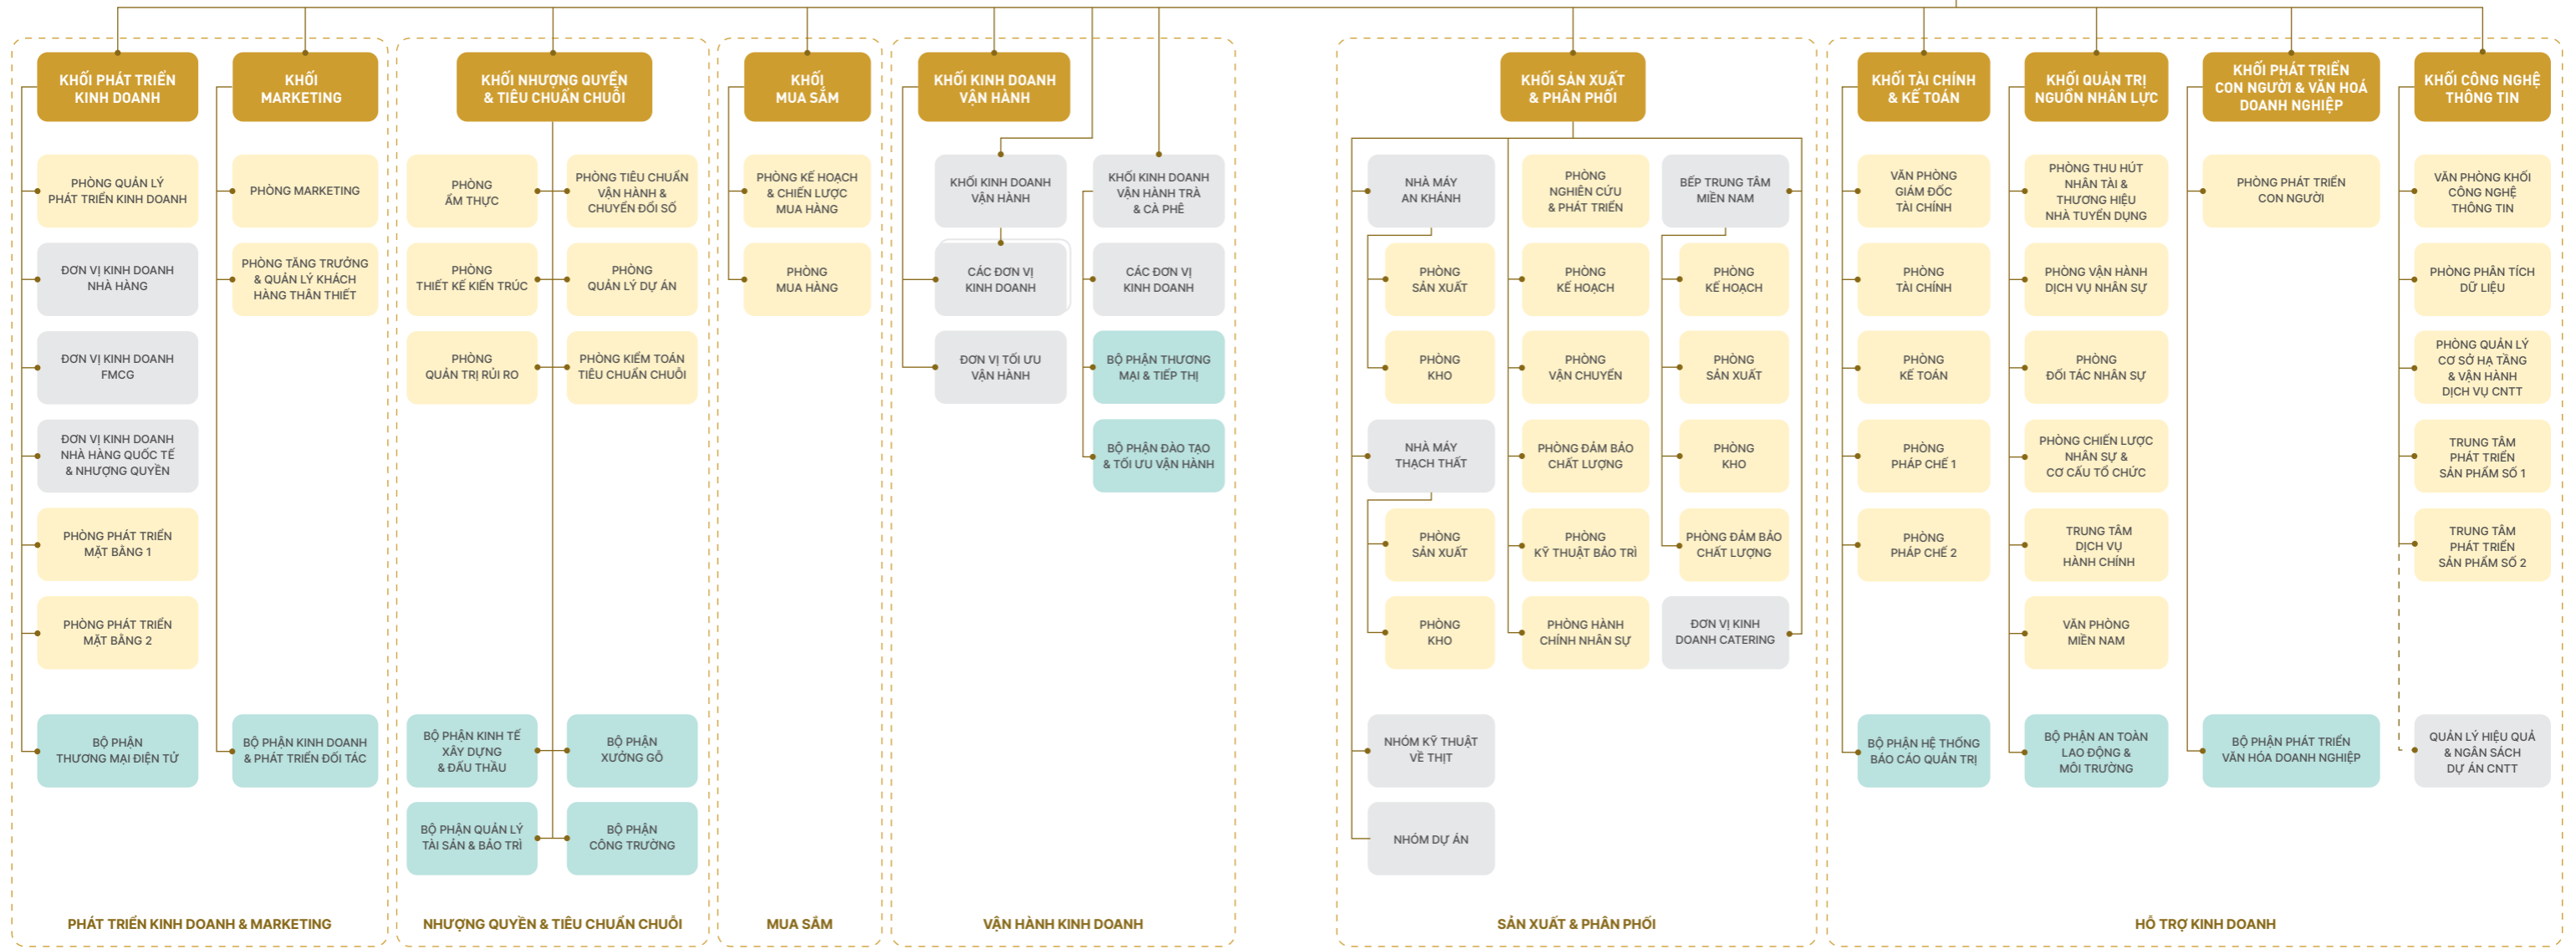 KHỐI PHÁT TRIỂN
KINH DOANH
PHÒNG QUẢN LÝ
PHÁT TRIỂN KINH DOANH
ĐƠN VỊ KINH DOANH
NHÀ HÀNG
ĐƠN VỊ KINH DOANH
FMCG
ĐƠN VỊ KINH DOANH
NHÀ HÀNG QUỐC TẾ
& NHƯỢNG QUYỀN
PHÒNG PHÁT TRIỂN
MẶT BẰNG 1
PHÒNG PHÁT TRIỂN
MẶT BẰNG 2
BỘ PHẬN
THƯƠNG MẠI ĐIỆN TỬ
KHỐI
MARKETING
PHÒNG MARKETING
PHÒNG TĂNG TRƯỞNG
& QUẢN LÝ KHÁCH
HÀNG THÂN THIẾT
BỘ PHẬN KINH DOANH
& PHÁT TRIỂN ĐỐI TÁC
PHÁT TRIỂN KINH DOANH & MARKETING
KHỐI NHƯỢNG QUYỀN
& TIÊU CHUẨN CHUỖI
PHÒNG
ẨM THỰC
PHÒNG TIÊU CHUẨN
VẬN HÀNH &
CHUYỂN ĐỔI SỐ
PHÒNG
THIẾT KẾ KIẾN TRÚC
PHÒNG
QUẢN LÝ DỰ ÁN
PHÒNG
QUẢN TRỊ RỦI RO
PHÒNG KIỂM TOÁN
TIÊU CHUẨN CHUỖI
BỘ PHẬN KINH TẾ
XÂY DỰNG
& ĐẤU THẦU
BỘ PHẬN
XƯỞNG GỖ
BỘ PHẬN QUẢN LÝ
TÀI SẢN & BẢO TRÌ
BỘ PHẬN
CÔNG TRƯỜNG
NHƯỢNG QUYỀN & TIÊU CHUẨN CHUỖI
KHỐI
MUA SẮM
PHÒNG KẾ HOẠCH
& CHIẾN LƯỢC
MUA HÀNG
PHÒNG
MUA HÀNG
MUA SẮM
KHỐI KINH DOANH
VẬN HÀNH
KHỐI KINH DOANH
VẬN HÀNH
CÁC ĐƠN VỊ
KINH DOANH
ĐƠN VỊ TỐI ƯU
VẬN HÀNH
KHỐI KINH DOANH
VẬN HÀNH TRÀ
& CÀ PHÊ
CÁC ĐƠN VỊ
KINH DOANH
BỘ PHẬN THƯƠNG
MẠI & TIẾP THỊ
BỘ PHẬN ĐÀO TẠO
& TỐI ƯU VẬN HÀNH
VẬN HÀNH KINH DOANH
KHỐI SẢN XUẤT
& PHÂN PHỐI
NHÀ MÁY
AN KHÁNH
PHÒNG
SẢN XUẤT
PHÒNG
KHO
NHÀ MÁY
THẠCH THẤT
PHÒNG
SẢN XUẤT
PHÒNG
KHO
NHÓM KỸ THUẬT
VỀ THỊT
NHÓM DỰ ÁN
PHÒNG
NGHIÊN CỨU
& PHÁT TRIỂN
PHÒNG
KẾ HOẠCH
PHÒNG
VẬN CHUYỂN
PHÒNG ĐẢM BẢO
CHẤT LƯỢNG
PHÒNG
KỸ THUẬT BẢO TRÌ
PHÒNG HÀNH
CHÍNH NHÂN SỰ
BẾP TRUNG TÂM
MIỀN NAM
PHÒNG
KẾ HOẠCH
PHÒNG
SẢN XUẤT
PHÒNG
KHO
PHÒNG ĐẢM BẢO
CHẤT LƯỢNG
ĐƠN VỊ KINH
DOANH CATERING
SẢN XUẤT & PHÂN PHỐI
KHỐI TÀI CHÍNH
& KẾ TOÁN
VĂN PHÒNG
GIÁM ĐỐC
TÀI CHÍNH
PHÒNG
TÀI CHÍNH
PHÒNG
KẾ TOÁN
PHÒNG
PHÁP CHẾ 1
PHÒNG
PHÁP CHẾ 2
BỘ PHẬN HỆ THỐNG
BÁO CÁO QUẢN TRỊ
KHỐI QUẢN TRỊ
NGUỒN NHÂN LỰC
PHÒNG THU HÚT
NHÂN TÀI &
THƯƠNG HIỆU
NHÀ TUYỂN DỤNG
PHÒNG VẬN HÀNH
DỊCH VỤ NHÂN SỰ
PHÒNG
ĐỐI TÁC NHÂN SỰ
PHÒNG CHIẾN LƯỢC
NHÂN SỰ &
CƠ CẤU TỔ CHỨC
TRUNG TÂM
DỊCH VỤ
HÀNH CHÍNH
VĂN PHÒNG
MIỀN NAM
BỘ PHẬN AN TOÀN
LAO ĐỘNG &
MÔI TRƯỜNG
KHỐI PHÁT TRIỂN
CON NGƯỜI & VĂN HOÁ
DOANH NGHIỆP
PHÒNG PHÁT TRIỂN
CON NGƯỜI
BỘ PHẬN PHÁT TRIỂN
VĂN HÓA DOANH NGHIỆP
KHỐI CÔNG NGHỆ
THÔNG TIN
VĂN PHÒNG KHỐI
CÔNG NGHỆ
THÔNG TIN
PHÒNG PHÂN TÍCH
DỮ LIỆU
PHÒNG QUẢN LÝ
CƠ SỞ HẠ TẦNG
& VẬN HÀNH
DỊCH VỤ CNTT
TRUNG TÂM
PHÁT TRIỂN
SẢN PHẨM SỐ 1
TRUNG TÂM
PHÁT TRIỂN
SẢN PHẨM SỐ 2
QUẢN LÝ HIỆU QUẢ
& NGÂN SÁCH
DỰ ÁN CNTT
HỖ TRỢ KINH DOANH